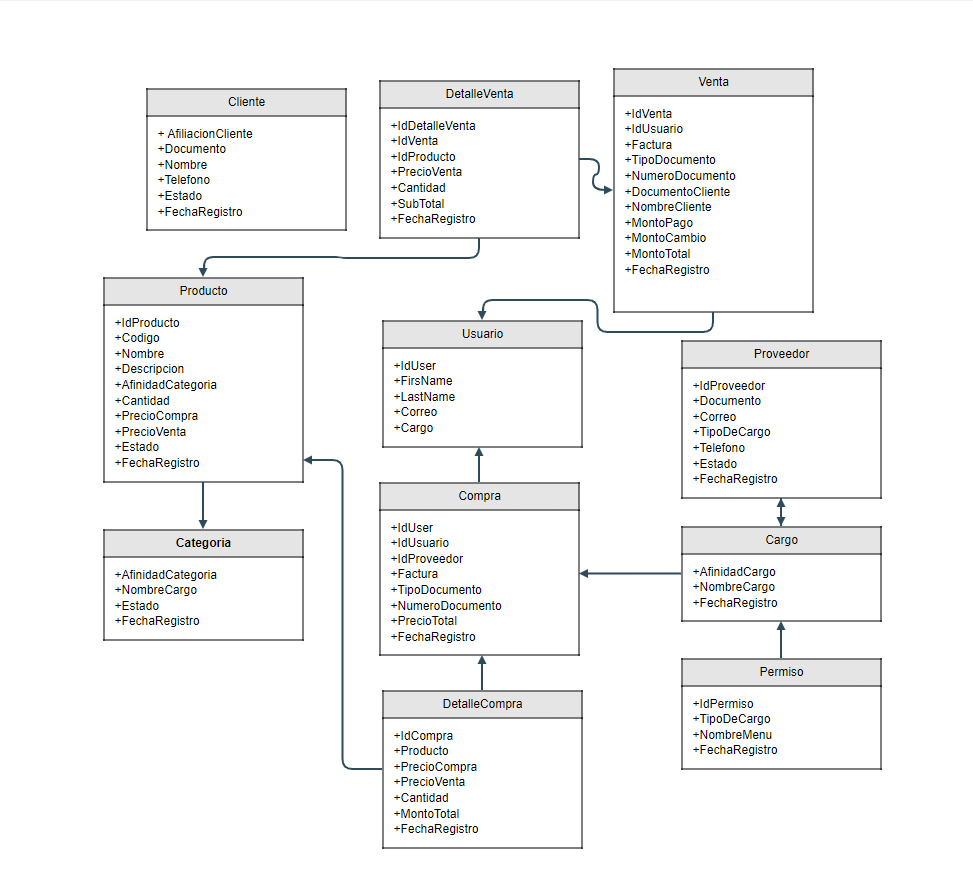 Cliente
+ AfiliacionCliente
+Documento
+Nombre
+Telefono
+Estado
+FechaRegistro
DetalleVenta
+IdDetalleVenta
+IdVenta
+IdProducto
+PrecioVenta
+Cantidad
+SubTotal
+FechaRegistro
Venta
+IdVenta
+IdUsuario
+Factura
+TipoDocumento
+NumeroDocumento
+DocumentoCliente
+NombreCliente
+MontoPago
+MontoCambio
+MontoTotal
+FechaRegistro
Producto
+IdProducto
+Codigo
+Nombre
+Descripcion
+AfinidadCategoria
+Cantidad
+PrecioCompra
+PrecioVenta
+Estado
+FechaRegistro
Usuario
+IdUser
+FirsName
+LastName
+Correo
+Cargo
Proveedor
+IdProveedor
+Documento
+Correo
+TipoDeCargo
+Telefono
+Estado
+FechaRegistro
Categoria
+AfinidadCategoria
+NombreCargo
+Estado
+FechaRegistro
Compra
+IdUser
+IdUsuario
+IdProveedor
+Factura
+TipoDocumento
+NumeroDocumento
+PrecioTotal
+FechaRegistro
Cargo
+AfinidadCargo
+NombreCargo
+FechaRegistro
DetalleCompra
+IdCompra
+Producto
+PrecioCompra
+PrecioVenta
+Cantidad
+MontoTotal
+FechaRegistro
Permiso
+IdPermiso
+TipoDeCargo
+NombreMenu
+FechaRegistro